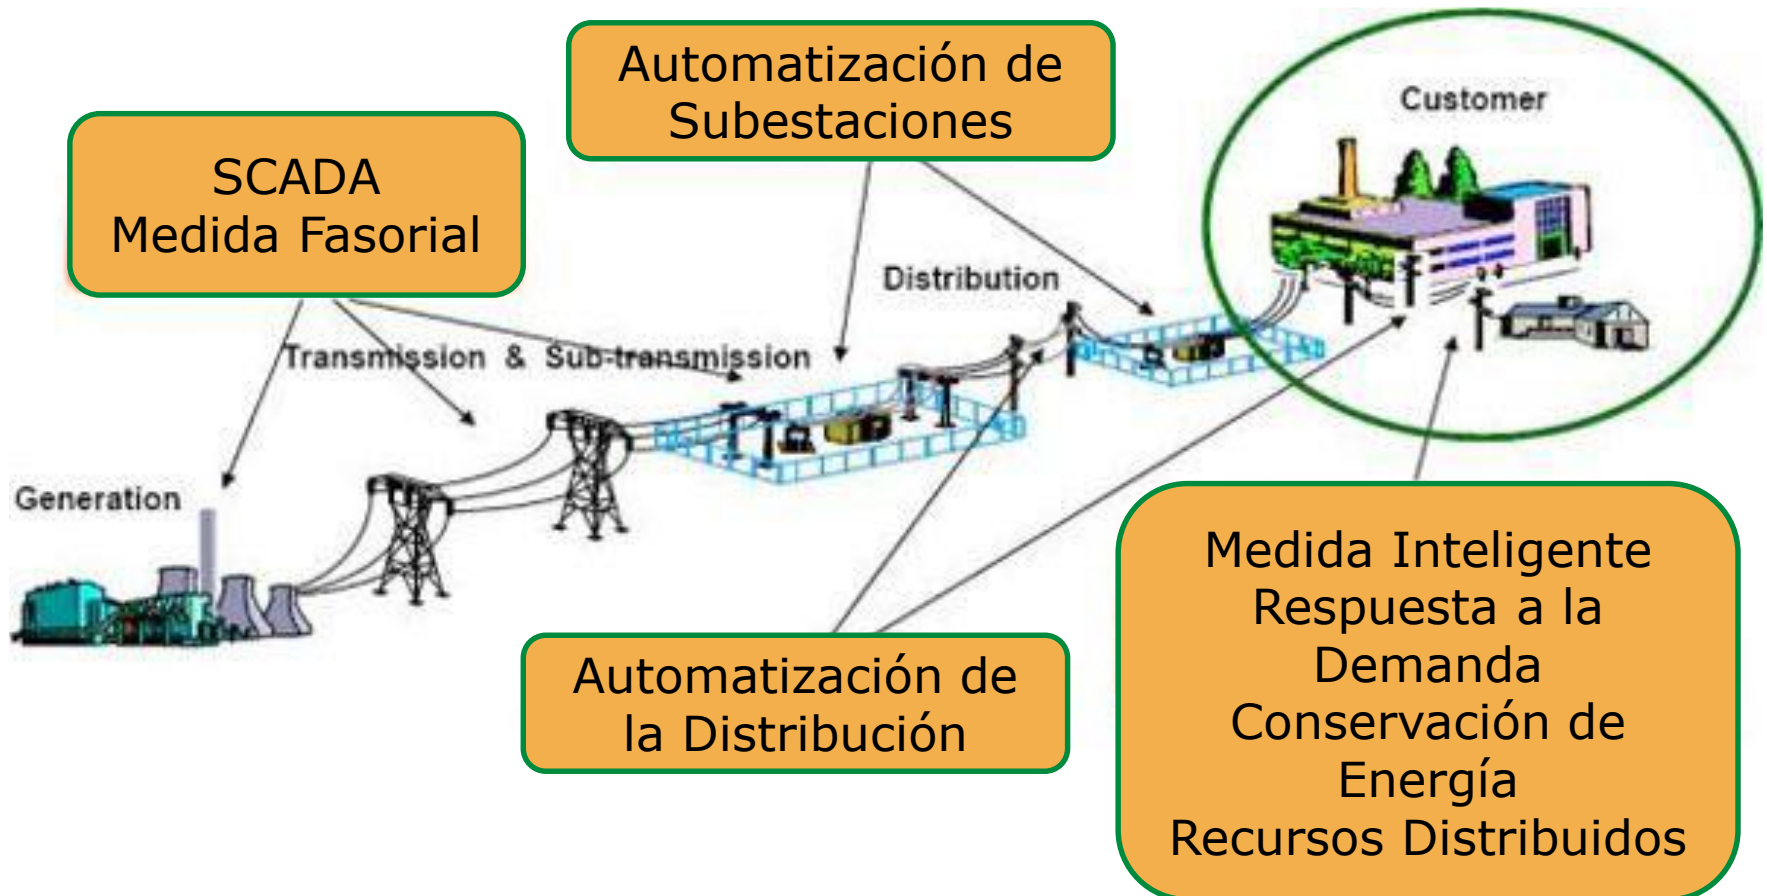 Automatización de
Subestaciones
Customer
SCADA
Medida Fasorial
Distribution
Transmission & Sub-transmission
Generation
Medida Inteligente
Respuesta a la
Demanda
Conservación de
Energía
Recursos Distribuidos
Automatización de
la Distribución